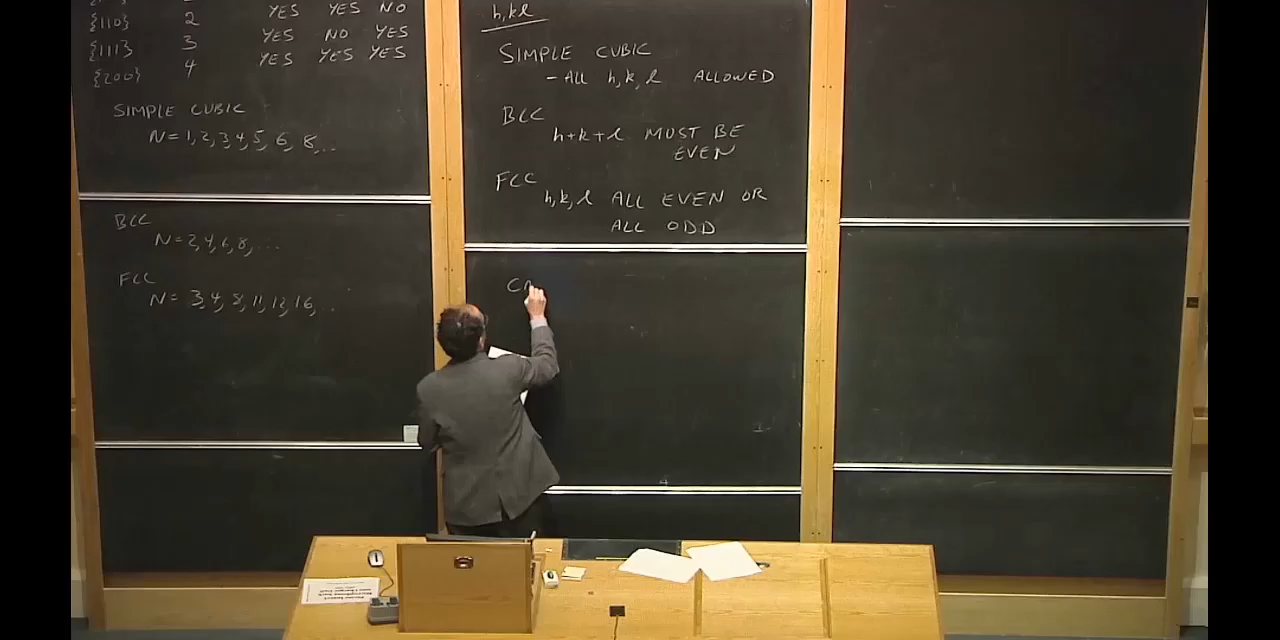 {110} 2 YES YES NO
{111} 3 YES NO YES
{200} 4 YES YES YES
SIMPLE CUBIC
N = 1, 2, 3, 4, 5, 6, 8, ...
BCC
N = 2, 4, 6, 8, ...
FCC
N = 3, 4, 8, 11, 12, 16, ...
h, k l
SIMPLE CUBIC
- ALL h, k, l ALLOWED
BCC
h + k + l MUST BE
EVEN
FCC
h, k, l ALL EVEN OR
ALL ODD